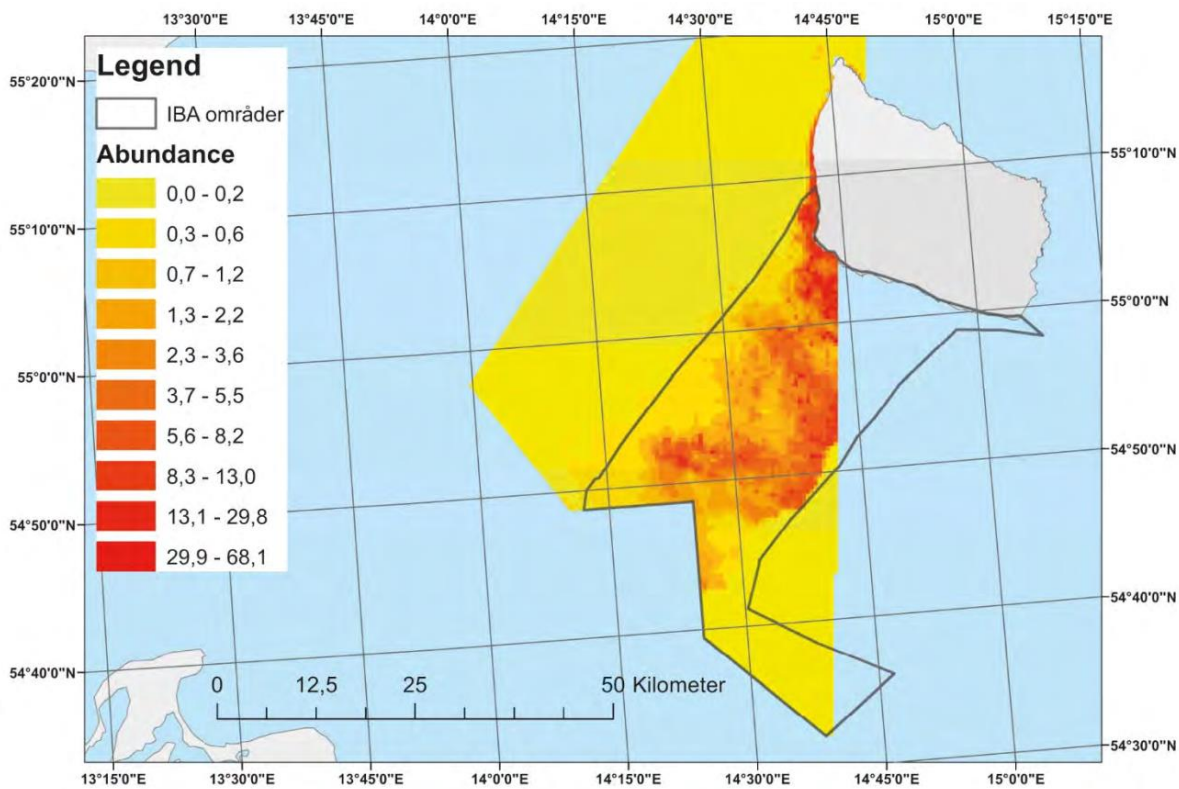 13°30'0"E 13°45'0"E 14°0'0"E 14°15'0"E 14°30'0"E 14°45'0"E 15°0'0"E 15°15'0"E
55°20'0"N
Legend
IBA områder
Abundance
0,0 - 0,2
0,3 - 0,6
0,7 - 1,2
1,3 - 2,2
2,3 - 3,6
3,7 - 5,5
5,6 - 8,2
8,3 - 13,0
13,1 - 29,8
29,9 - 68,1
55°10'0"N
55°0'0"N
54°50'0"N
54°40'0"N
55°10'0"N
55°0'0"N
54°50'0"N
54°40'0"N
54°30'0"N
0 12,5 25 50 Kilometer
13°15'0"E 13°30'0"E 13°45'0"E 14°0'0"E 14°15'0"E 14°30'0"E 14°45'0"E 15°0'0"E